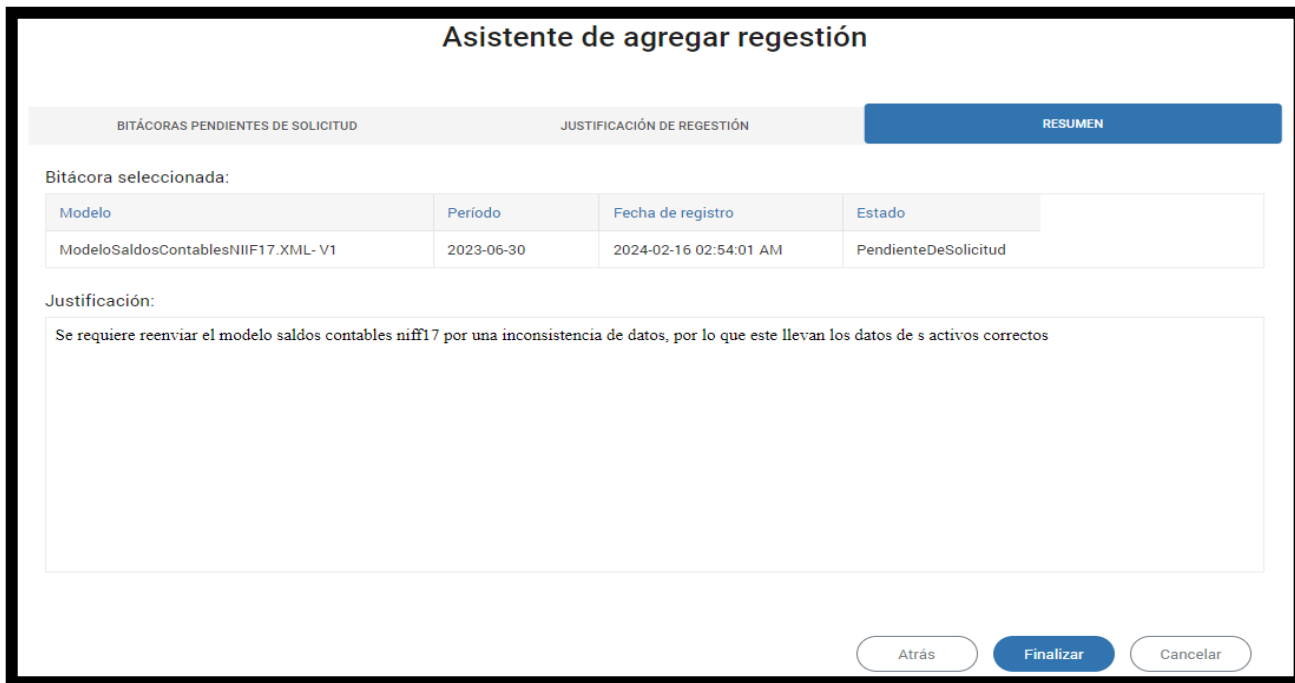 Asistente de agregar regestión
BITÁCORAS PENDIENTES DE SOLICITUD JUSTIFICACIÓN DE REGESTIÓN RESUMEN
Bitácora seleccionada:
Modelo Período Fecha de registro Estado
ModeloSaldosContablesNIIF17.XML- V1 2023-06-30 2024-02-16 02:54:01 AM PendienteDeSolicitud
Justificación:
Se requiere reenviar el modelo saldos contables niff17 por una inconsistencia de datos, por lo que este llevan los datos de s activos correctos
Atrás Finalizar Cancelar